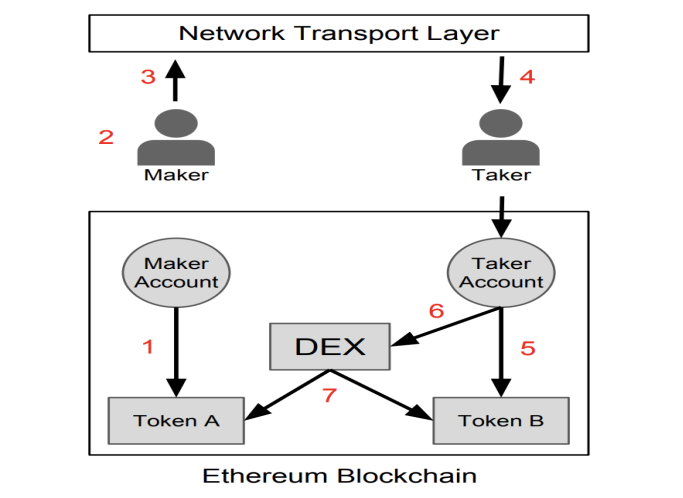 Network Transport Layer
3
4
2
Maker
Taker
Maker
Account
Taker
Account
6
1
DEX
5
7
Token A
Token B
Ethereum Blockchain